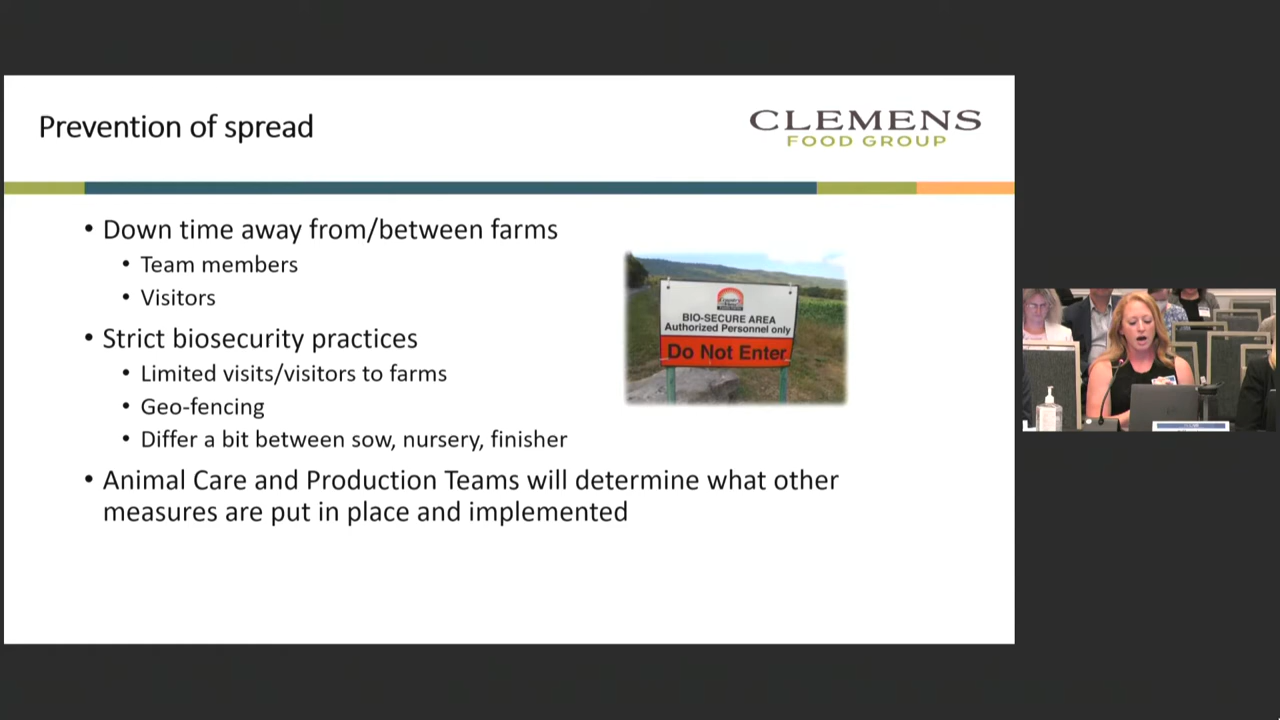 Prevention of spread
CLEMENS
FOOD GROUP
• Down time away from/between farms
• Team members
• Visitors
• Strict biosecurity practices
• Limited visits/visitors to farms
• Geo-fencing
• Differ a bit between sow, nursery, finisher
• Animal Care and Production Teams will determine what other
measures are put in place and implemented
BIO-SECURE AREA
Authorized Personnel only
Do Not Enter